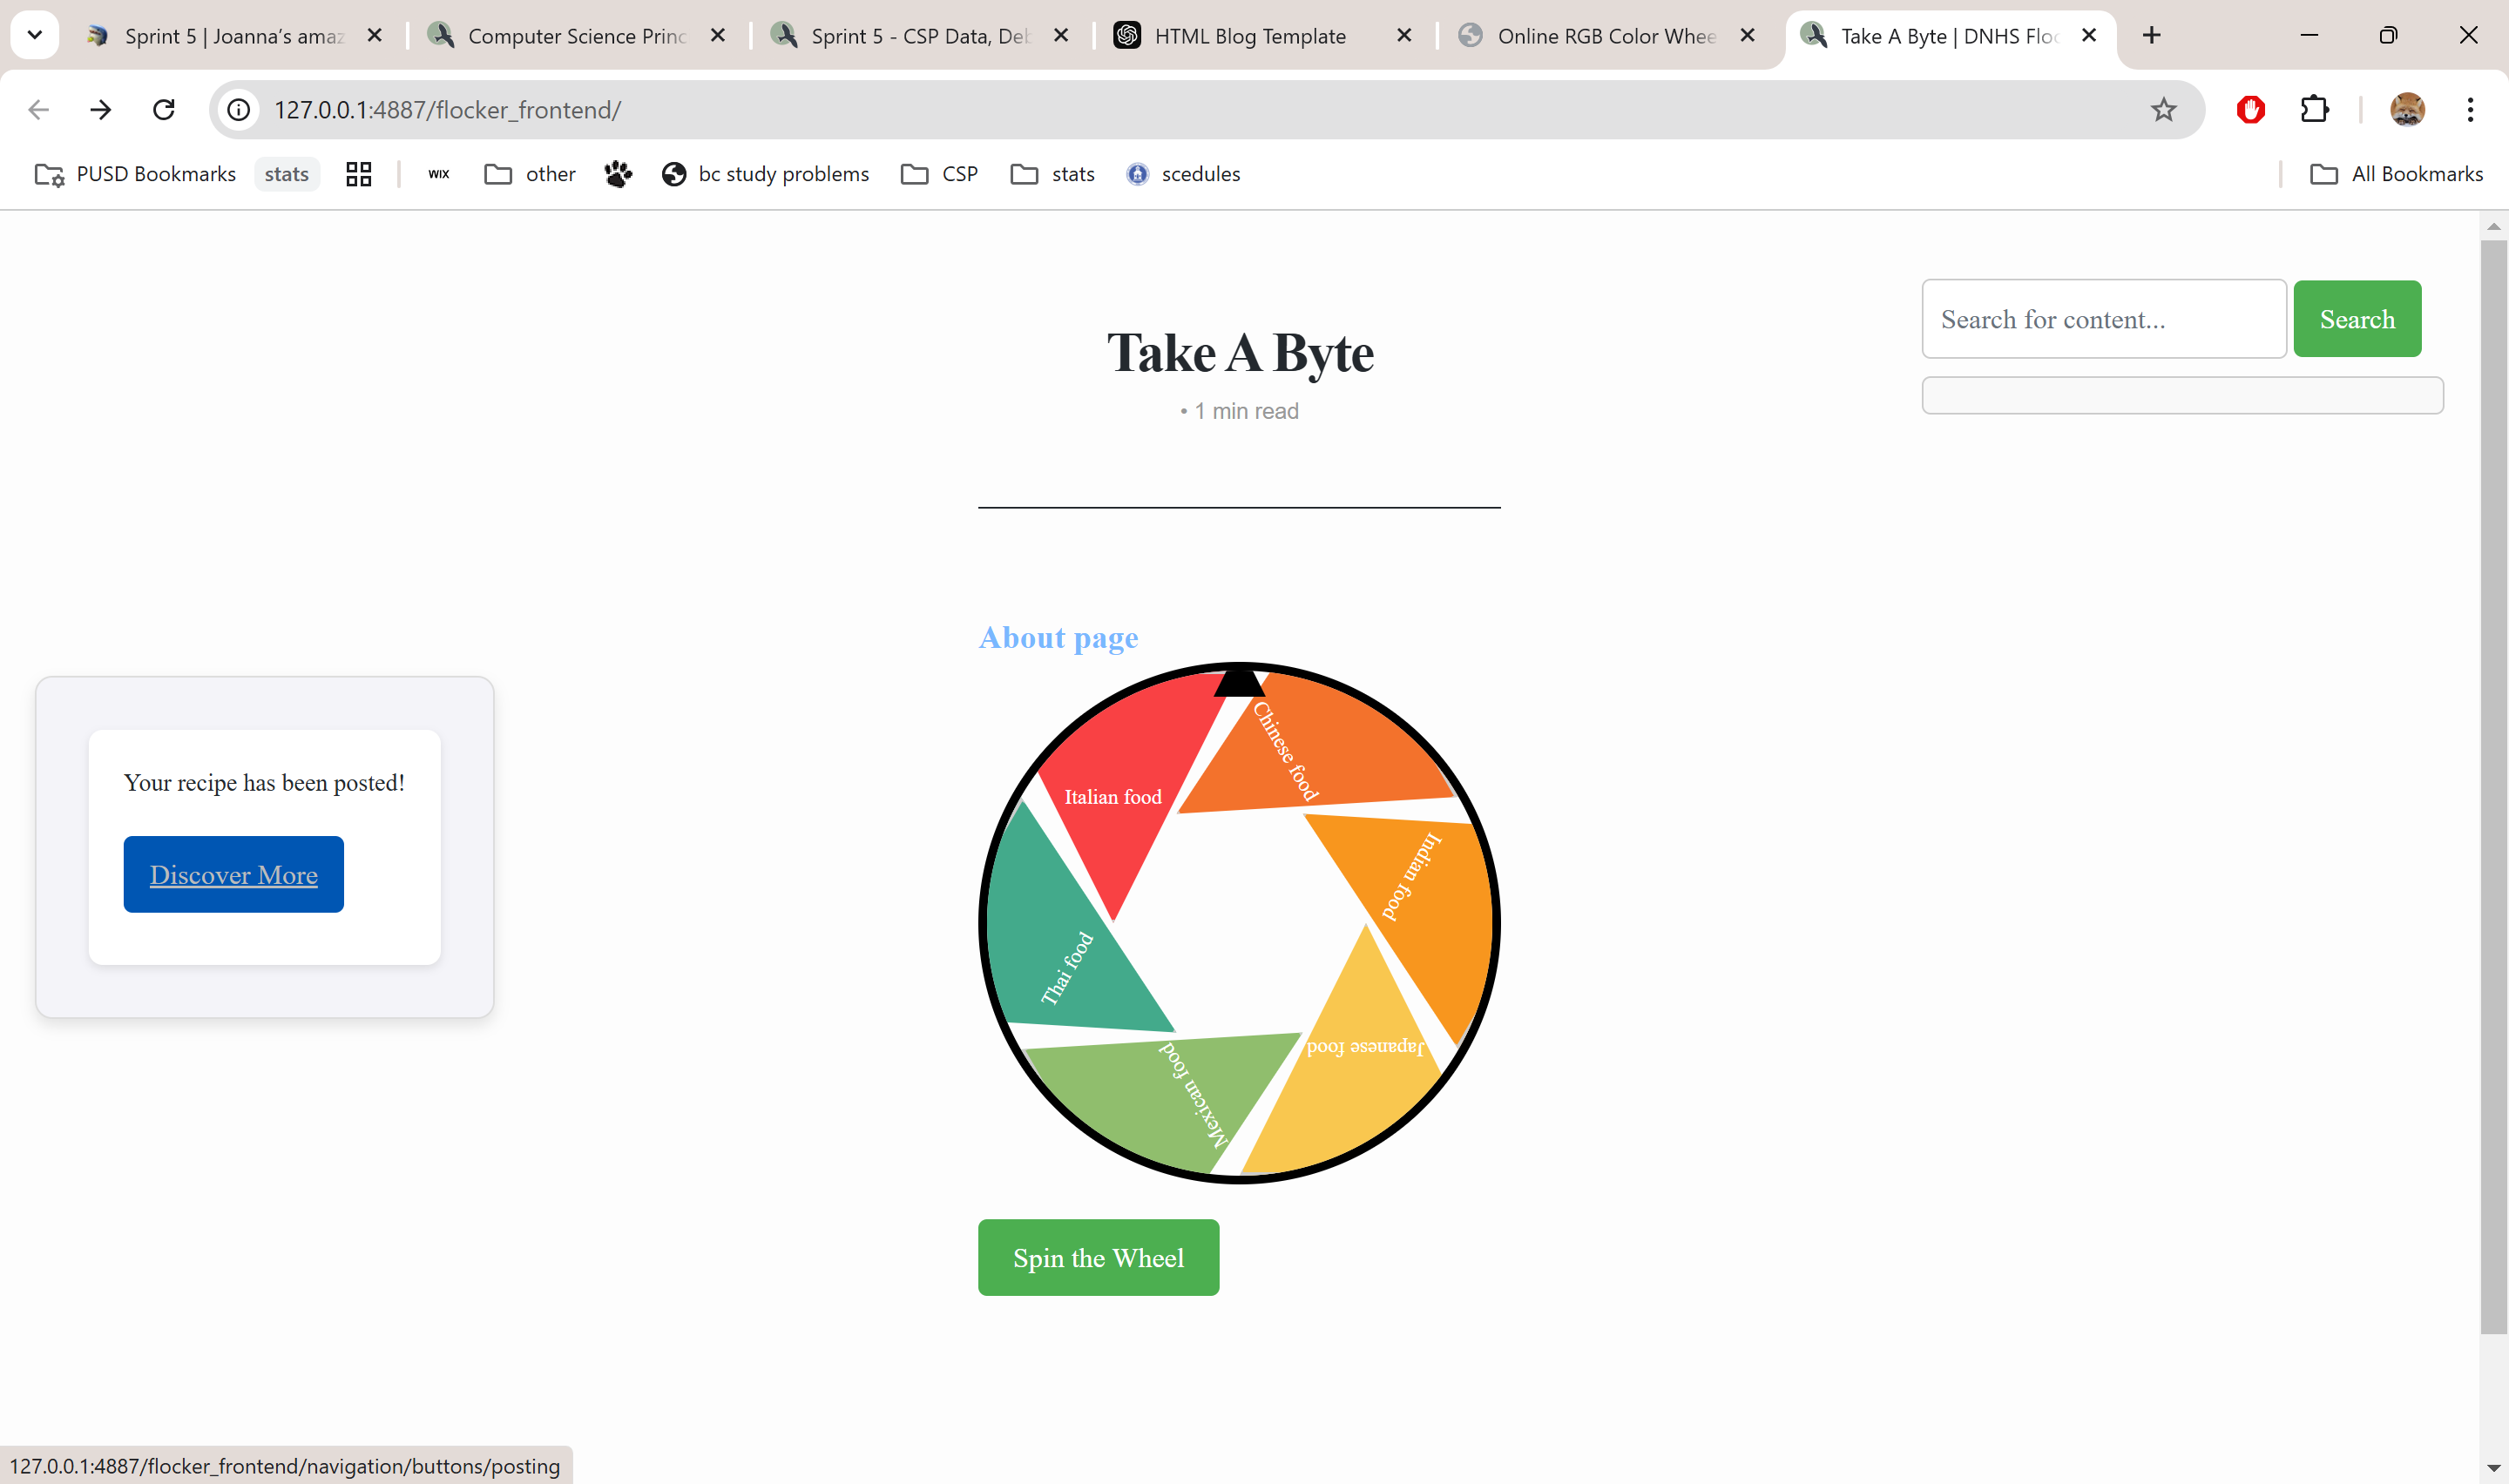 Sprint 5 | Joanna's amaz
Computer Science Princ
Sprint 5 - CSP Data, Deb
HTML Blog Template
Online RGB Color Whee
Take A Byte | DNHS Floc
127.0.0.1:4887/flocker_frontend/
PUSD Bookmarks
stats
WIX
other
bc study problems
CSP
stats
scedules
All Bookmarks
Search for content...
Search
Take A Byte
• 1 min read
About page
Your recipe has been posted!
Discover More
Italian food
Chinese food
Indian food
Japanese food
Mexican food
Thai food
Spin the Wheel
127.0.0.1:4887/flocker_frontend/navigation/buttons/posting